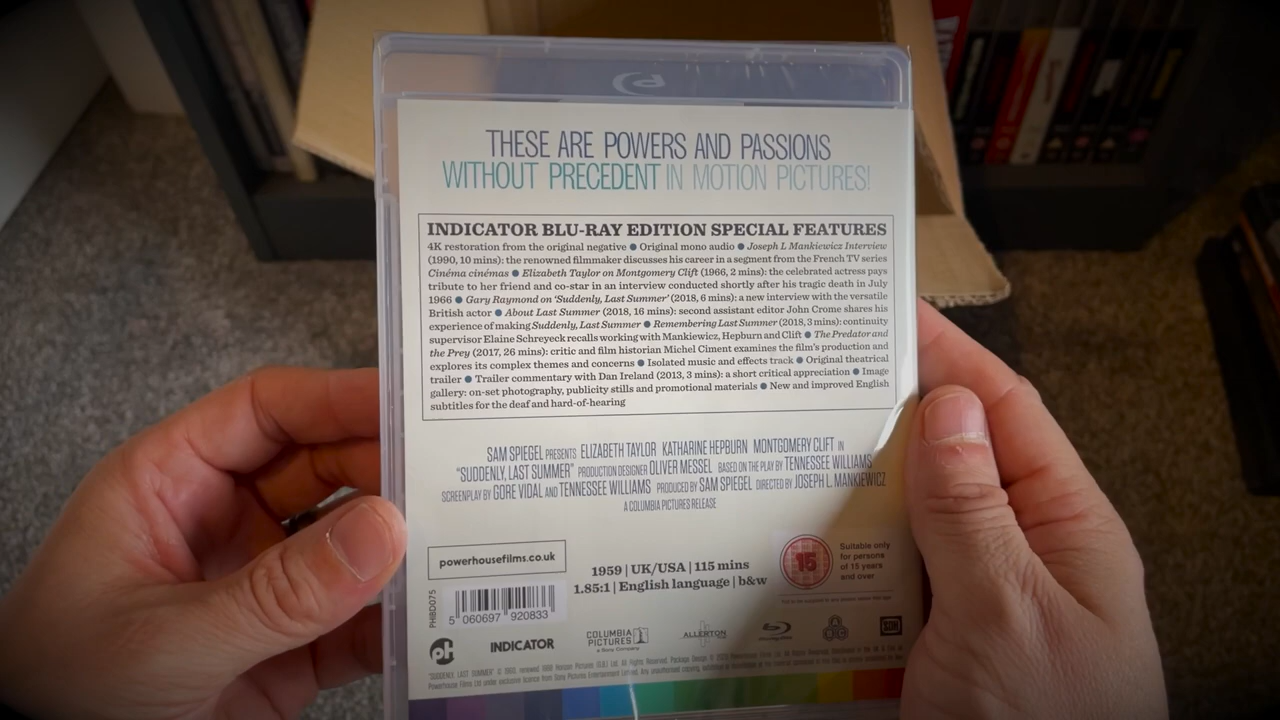 THESE ARE POWERS AND PASSIONS
WITHOUT PRECEDENT IN MOTION PICTURES!
INDICATOR BLU-RAY EDITION SPECIAL FEATURES
4K restoration from the original negative ● Original mono audio ● Joseph L Mankiewicz Interview
(1990, 10 mins): the renowned filmmaker discusses his career in a segment from the French TV series
Cinéma cinémas ● Elizabeth Taylor on Montgomery Clift (1966, 2 mins): the celebrated actress pays
tribute to her friend and co-star in an interview conducted shortly after his tragic death in July
1966 ● Gary Raymond on 'Suddenly, Last Summer' (2018, 6 mins): a new interview with the versatile
British actor ● About Last Summer (2018, 16 mins): second assistant editor John Crome shares his
experience of making Suddenly, Last Summer ● Remembering Last Summer (2018, 3 mins): continuity
supervisor Elaine Schreyeck recalls working with Mankiewicz, Hepburn and Clift ● The Predator and
the Prey (2017, 26 mins): critic and film historian Michel Ciment examines the film's production and
explores its complex themes and concerns ● Isolated music and effects track ● Original theatrical
trailer ● Trailer commentary with Dan Ireland (2013, 3 mins): a short critical appreciation ● Image
gallery: on-set photography, publicity stills and promotional materials ● New and improved English
subtitles for the deaf and hard-of-hearing
SAM SPIEGEL PRESENTS ELIZABETH TAYLOR KATHARINE HEPBURN MONTGOMERY CLIFT IN
"SUDDENLY, LAST SUMMER" PRODUCTION DESIGNER OLIVER MESSEL BASED ON THE PLAY BY TENNESSEE WILLIAMS
SCREENPLAY BY GORE VIDAL AND TENNESSEE WILLIAMS PRODUCED BY SAM SPIEGEL DIRECTED BY JOSEPH L. MANKIEWICZ
A COLUMBIA PICTURES RELEASE
powerhousefilms.co.uk
1959 | UK/USA | 115 mins
1.85:1 | English language | b&w
15
Suitable only
for persons
of 15 years
and over
PHIBD075
5 060697 920833
pH
INDICATOR
COLUMBIA
PICTURES
a Sony Company
ALLERTON
Blu-ray Disc